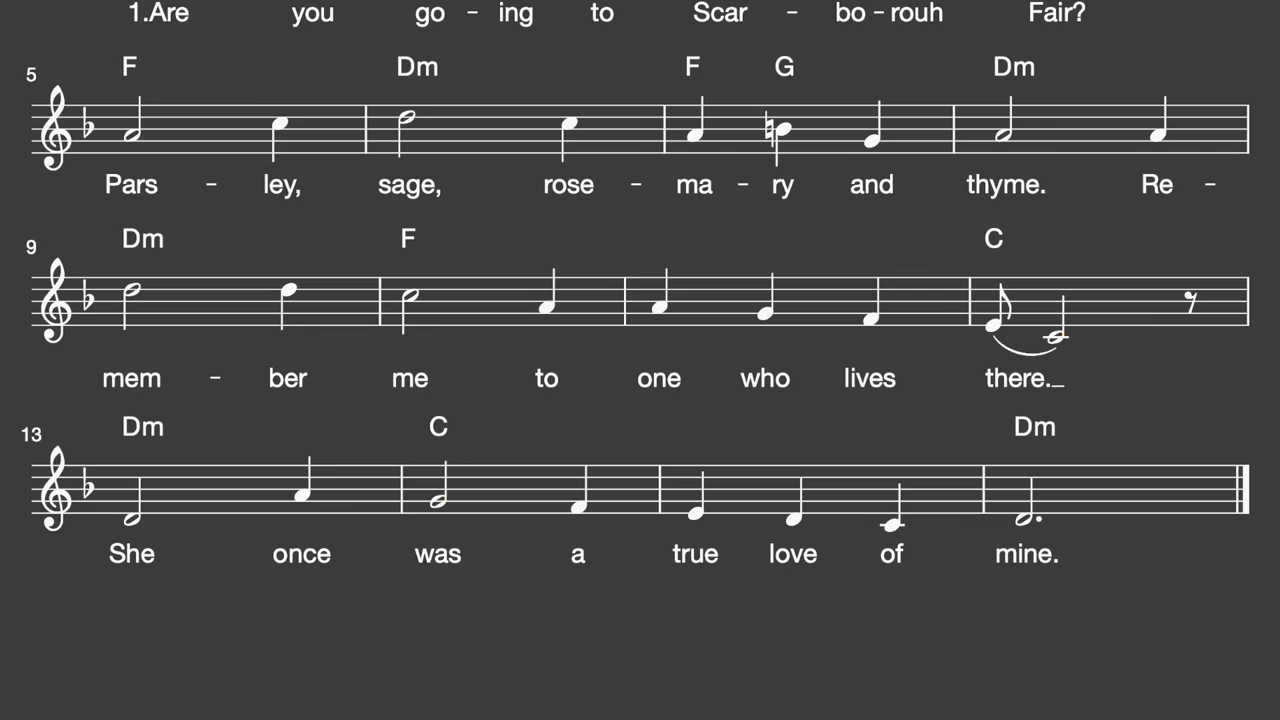 1.Are you go - ing to Scar - bo - rouh Fair?
F Dm F G Dm
5
Pars - ley, sage, rose - ma - ry and thyme. Re -
Dm F C
9
mem - ber me to one who lives there._
Dm C Dm
13
She once was a true love of mine.